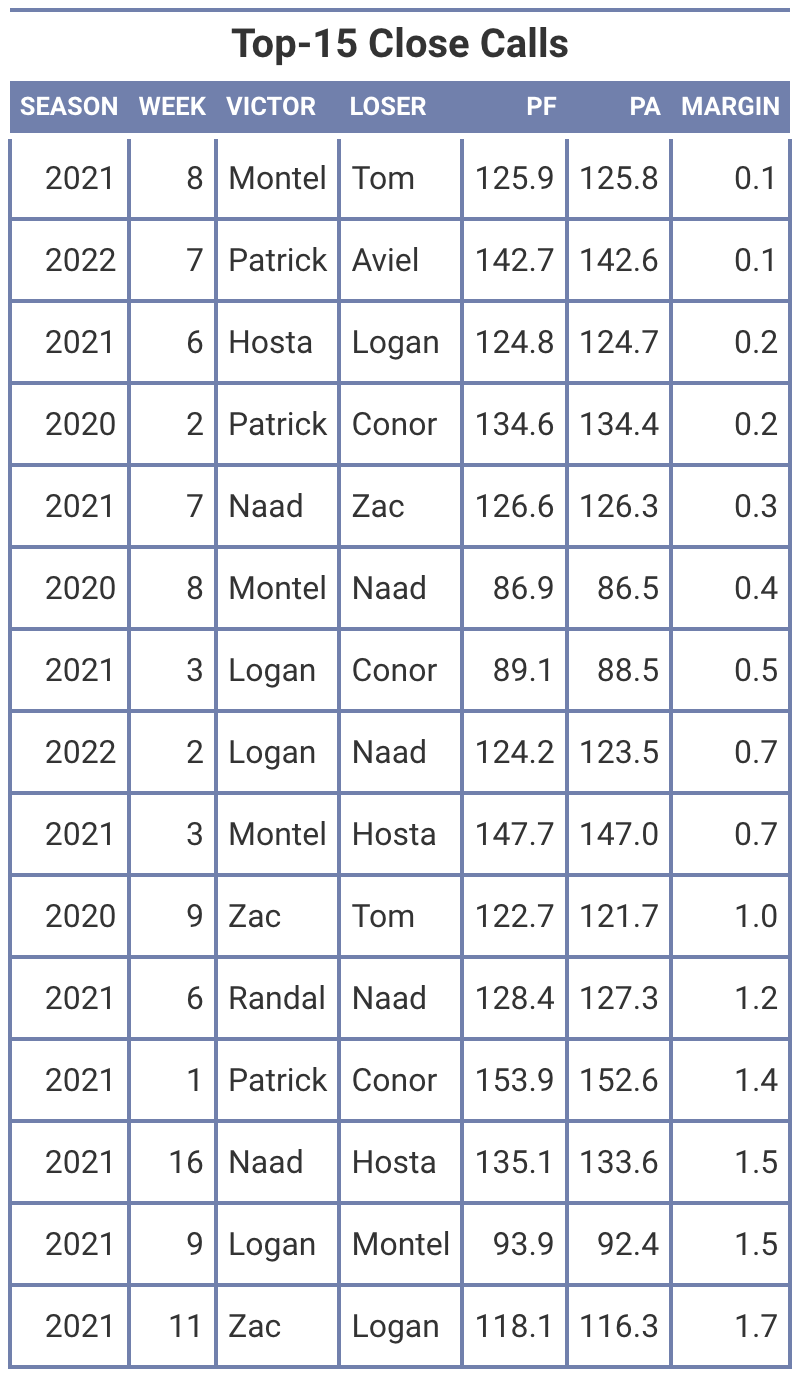 Top-15 Close Calls
SEASON WEEK VICTOR LOSER PF PA MARGIN
2021 8 Montel Tom 125.9 125.8 0.1
2022 7 Patrick Aviel 142.7 142.6 0.1
2021 6 Hosta Logan 124.8 124.7 0.2
2020 2 Patrick Conor 134.6 134.4 0.2
2021 7 Naad Zac 126.6 126.3 0.3
2020 8 Montel Naad 86.9 86.5 0.4
2021 3 Logan Conor 89.1 88.5 0.5
2022 2 Logan Naad 124.2 123.5 0.7
2021 3 Montel Hosta 147.7 147.0 0.7
2020 9 Zac Tom 122.7 121.7 1.0
2021 6 Randal Naad 128.4 127.3 1.2
2021 1 Patrick Conor 153.9 152.6 1.4
2021 16 Naad Hosta 135.1 133.6 1.5
2021 9 Logan Montel 93.9 92.4 1.5
2021 11 Zac Logan 118.1 116.3 1.7